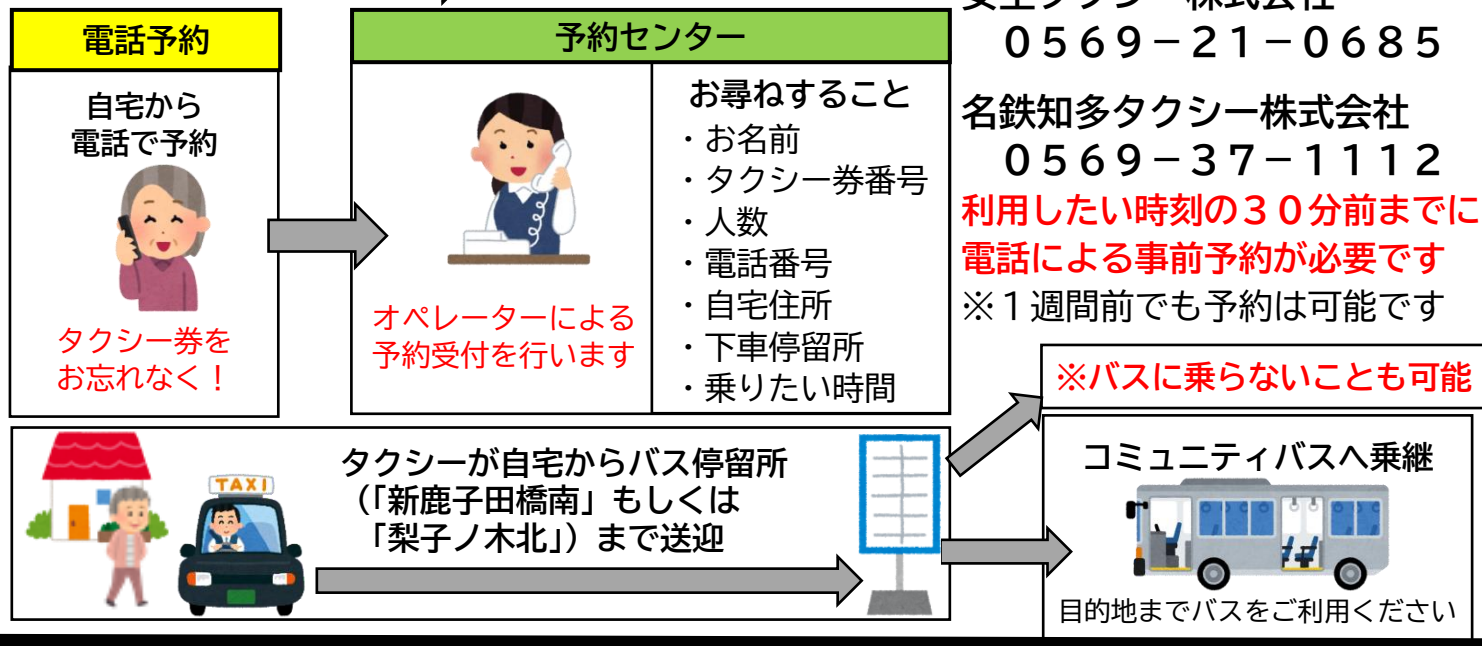 電話予約
自宅から
電話で予約
タクシー券を
お忘れなく！
予約センター
オペレーターによる
予約受付を行います
お尋ねすること
・お名前
・タクシー券番号
・人数
・電話番号
・自宅住所
・下車停留所
・乗りたい時間
株式会社
０５６９－２１－０６８５
名鉄知多タクシー株式会社
０５６９－３７－１１１２
利用したい時刻の３０分前までに
電話による事前予約が必要です
※１週間前でも予約は可能です
TAXI
タクシーが自宅からバス停留所
（「新鹿子田橋南」もしくは
「梨子ノ木北」）まで送迎
※バスに乗らないことも可能
コミュニティバスへ乗継
目的地までバスをご利用ください